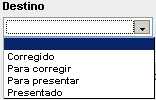 Destino
Corregido
Para corregir
Para presentar
Presentado